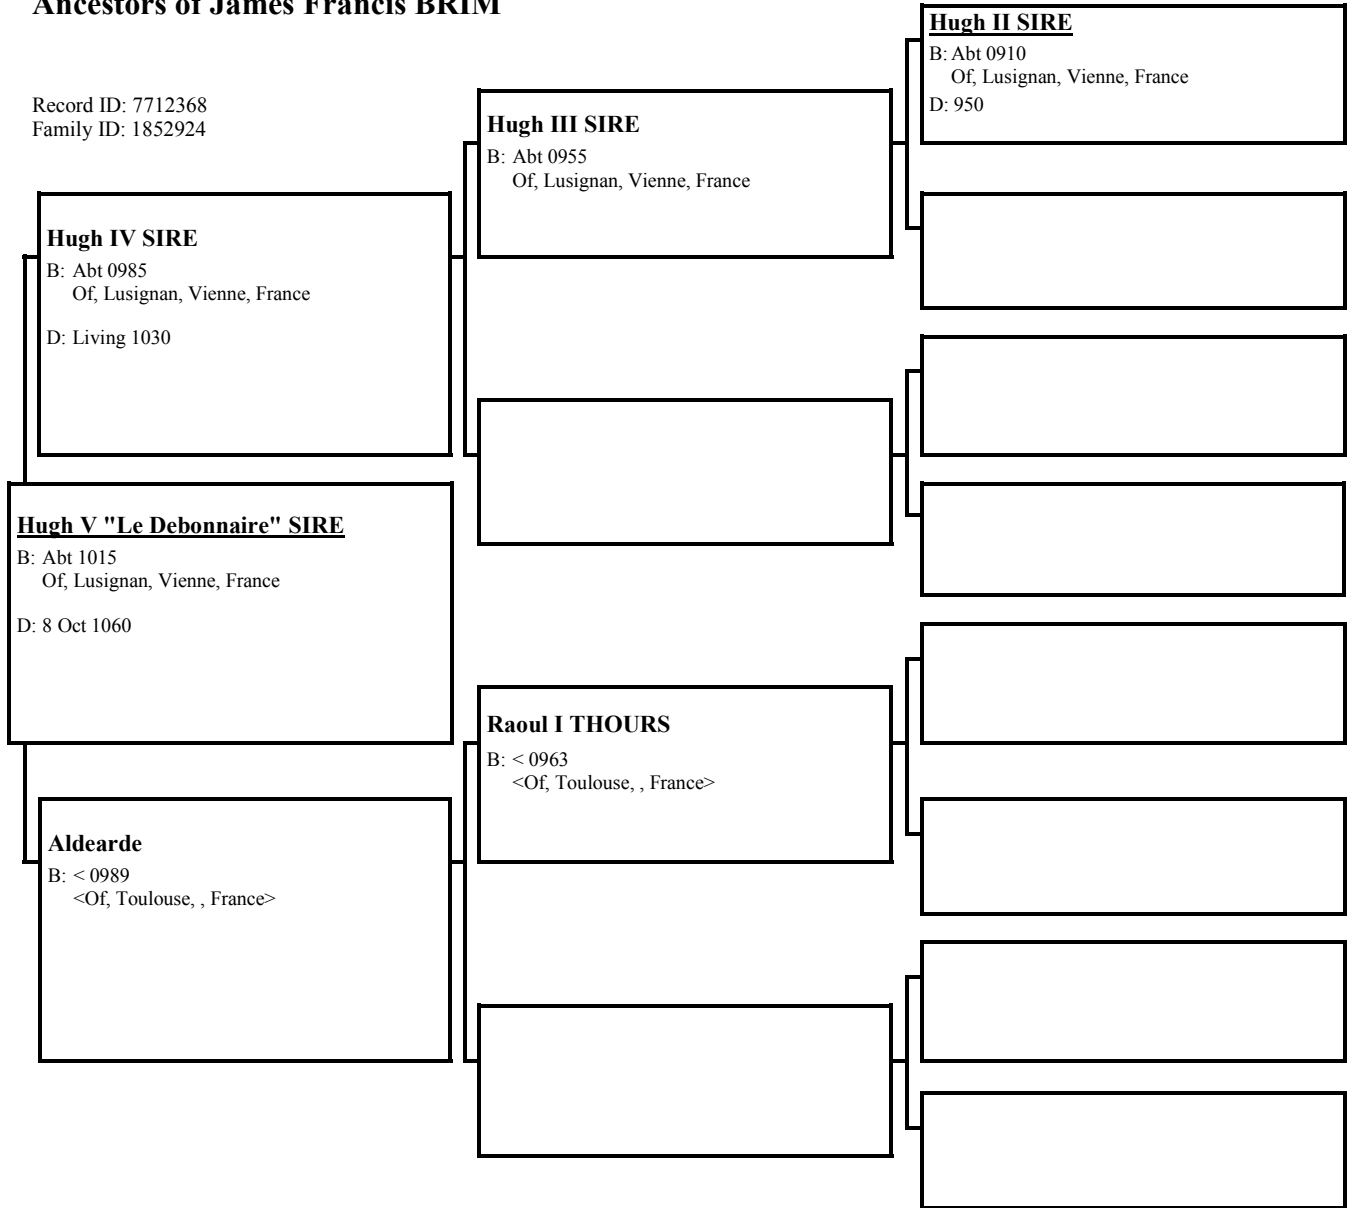 Ancestors of James Francis BRIM
Record ID: 7712368
Family ID: 1852924
Hugh II SIRE
B: Abt 0910
Of, Lusignan, Vienne, France
D: 950
Hugh III SIRE
B: Abt 0955
Of, Lusignan, Vienne, France
Hugh IV SIRE
B: Abt 0985
Of, Lusignan, Vienne, France
D: Living 1030
Hugh V "Le Debonnaire" SIRE
B: Abt 1015
Of, Lusignan, Vienne, France
D: 8 Oct 1060
Raoul I THOURS
B: < 0963
<Of, Toulouse, , France>
Aldearde
B: < 0989
<Of, Toulouse, , France>